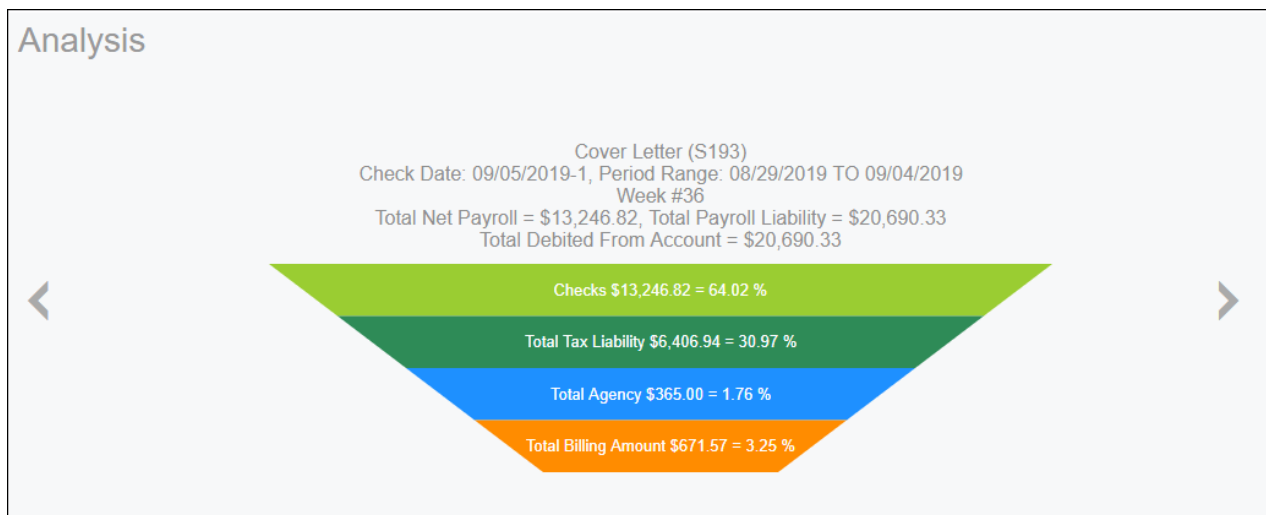 Analysis
Cover Letter (S193)
Check Date: 09/05/2019-1, Period Range: 08/29/2019 TO 09/04/2019
Week #36
Total Net Payroll = $13,246.82, Total Payroll Liability = $20,690.33
Total Debited From Account = $20,690.33
Checks $13,246.82 = 64.02 %
Total Tax Liability $6,406.94 = 30.97 %
Total Agency $365.00 = 1.76 %
Total Billing Amount $671.57 = 3.25 %